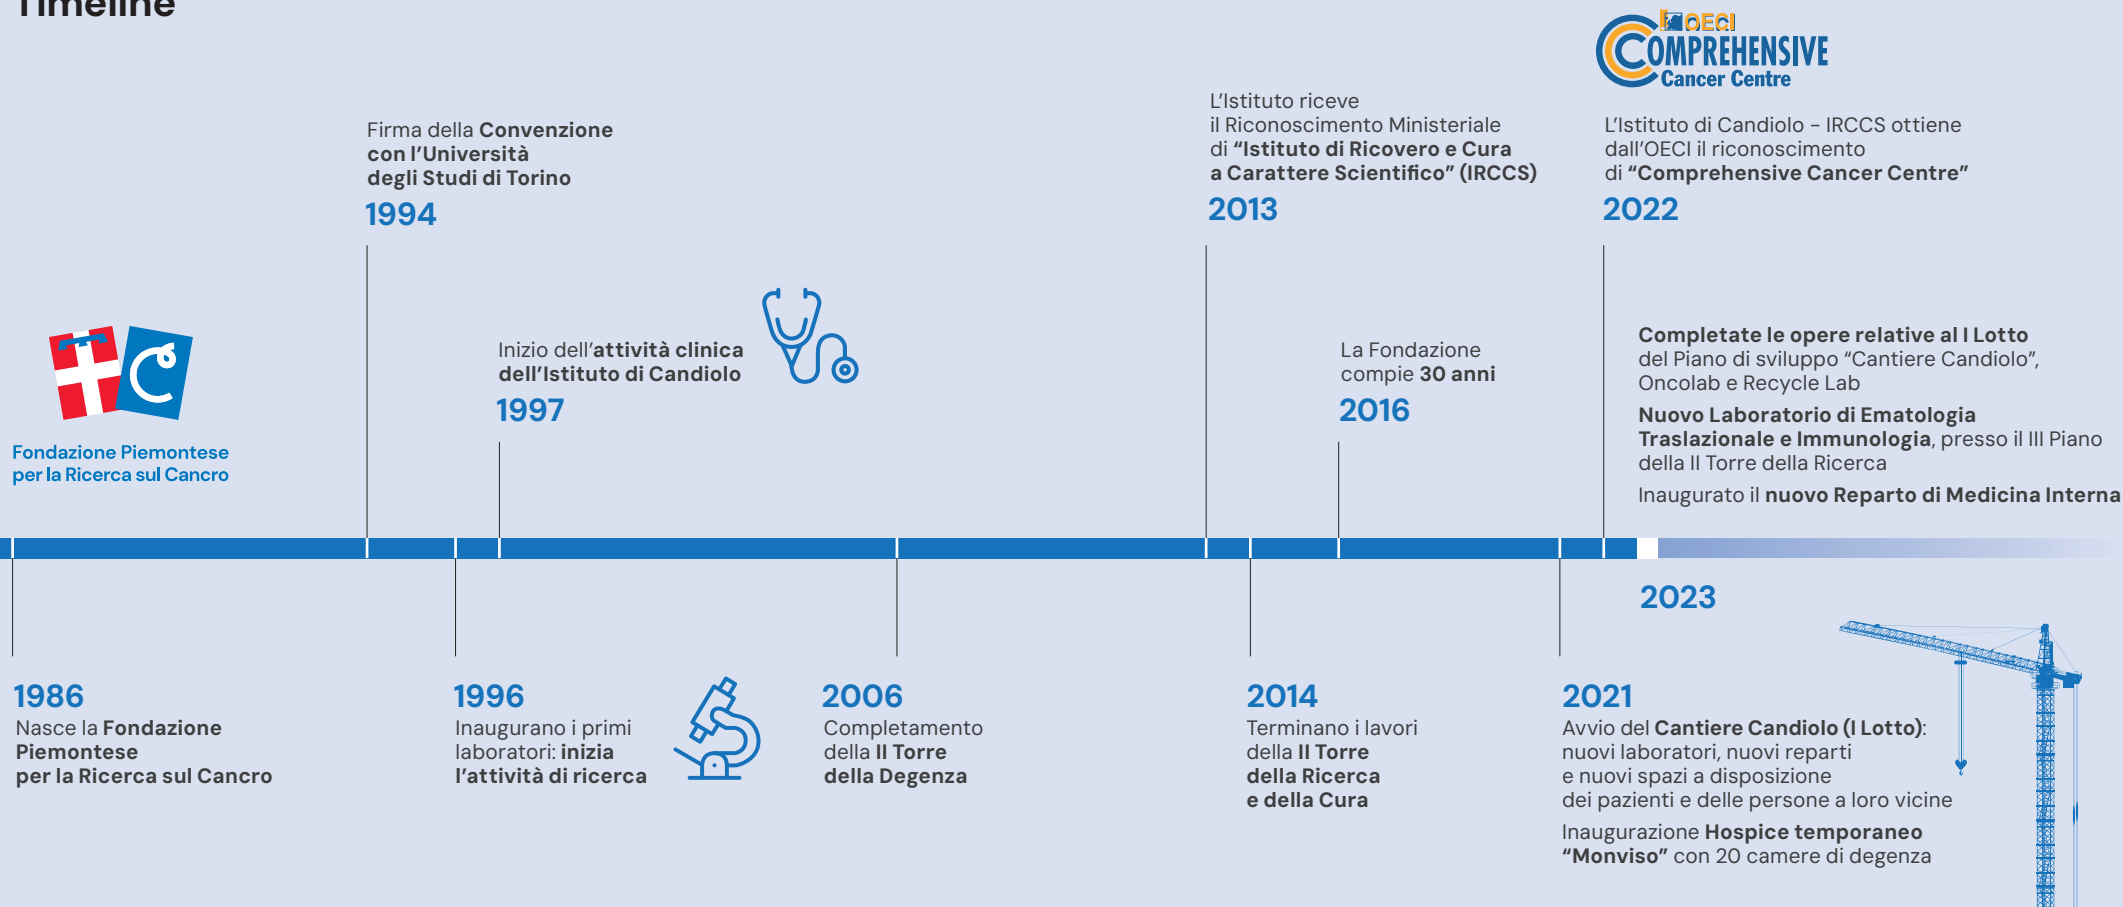 Timeline
OECI
COMPREHENSIVE
Cancer Centre
Firma della Convenzione
con l'Università
degli Studi di Torino
1994
L'Istituto riceve
il Riconoscimento Ministeriale
di “Istituto di Ricovero e Cura
a Carattere Scientifico” (IRCCS)
2013
L'Istituto di Candiolo – IRCCS ottiene
dall'OECI il riconoscimento
di “Comprehensive Cancer Centre”
2022
Fondazione Piemontese
per la Ricerca sul Cancro
Inizio dell'attività clinica
dell'Istituto di Candiolo
1997
La Fondazione
compie 30 anni
2016
Completate le opere relative al I Lotto
del Piano di sviluppo “Cantiere Candiolo”,
Oncolab e Recycle Lab
Nuovo Laboratorio di Ematologia
Traslazionale e Immunologia, presso il III Piano
della II Torre della Ricerca
Inaugurato il nuovo Reparto di Medicina Interna
2023
1986
Nasce la Fondazione
Piemontese
per la Ricerca sul Cancro
1996
Inaugurano i primi
laboratori: inizia
l'attività di ricerca
2006
Completamento
della II Torre
della Degenza
2014
Terminano i lavori
della II Torre
della Ricerca
e della Cura
2021
Avvio del Cantiere Candiolo (I Lotto):
nuovi laboratori, nuovi reparti
e nuovi spazi a disposizione
dei pazienti e delle persone a loro vicine
Inaugurazione Hospice temporaneo
“Monviso” con 20 camere di degenza